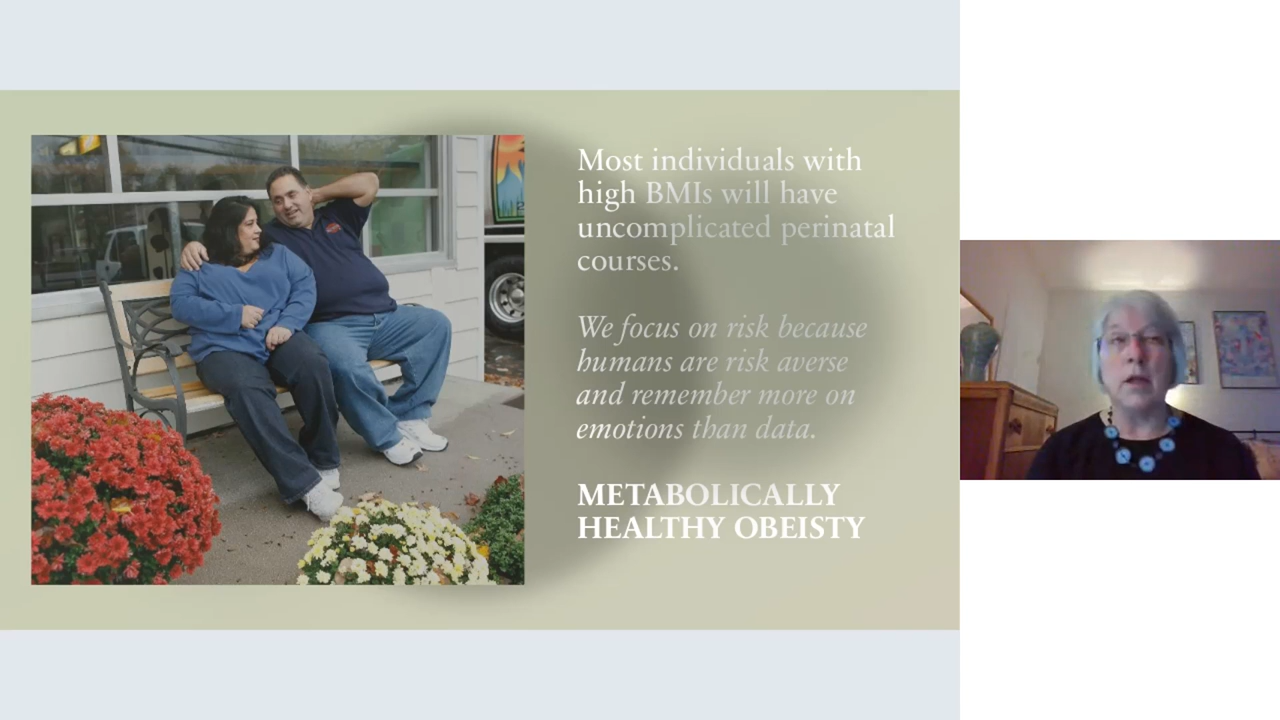 Most individuals with
high BMIs will have
uncomplicated perinatal
courses.
We focus on risk because
humans are risk averse
and remember more on
emotions than data.
METABOLICALLY
HEALTHY OBEISTY